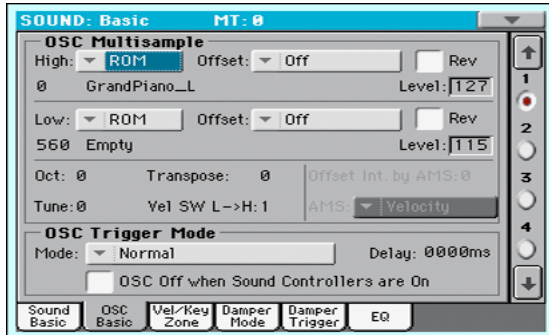 SOUND: Basic MT: 0
OSC Multisample
High: ROM Offset: Off Rev
0 GrandPiano_L Level: 127
Low: ROM Offset: Off Rev
560 Empty Level: 115
Oct: 0 Transpose: 0 Offset Int. by AMS:0
Tune:0 Vel SW L->H: 1 AMS: Velocity
OSC Trigger Mode
Mode: Normal Delay: 0000ms
OSC Off when Sound Controllers are On
1
2
3
4
Sound Basic
OSC Basic
Vel/Key Zone
Damper Mode
Damper Trigger
EQ